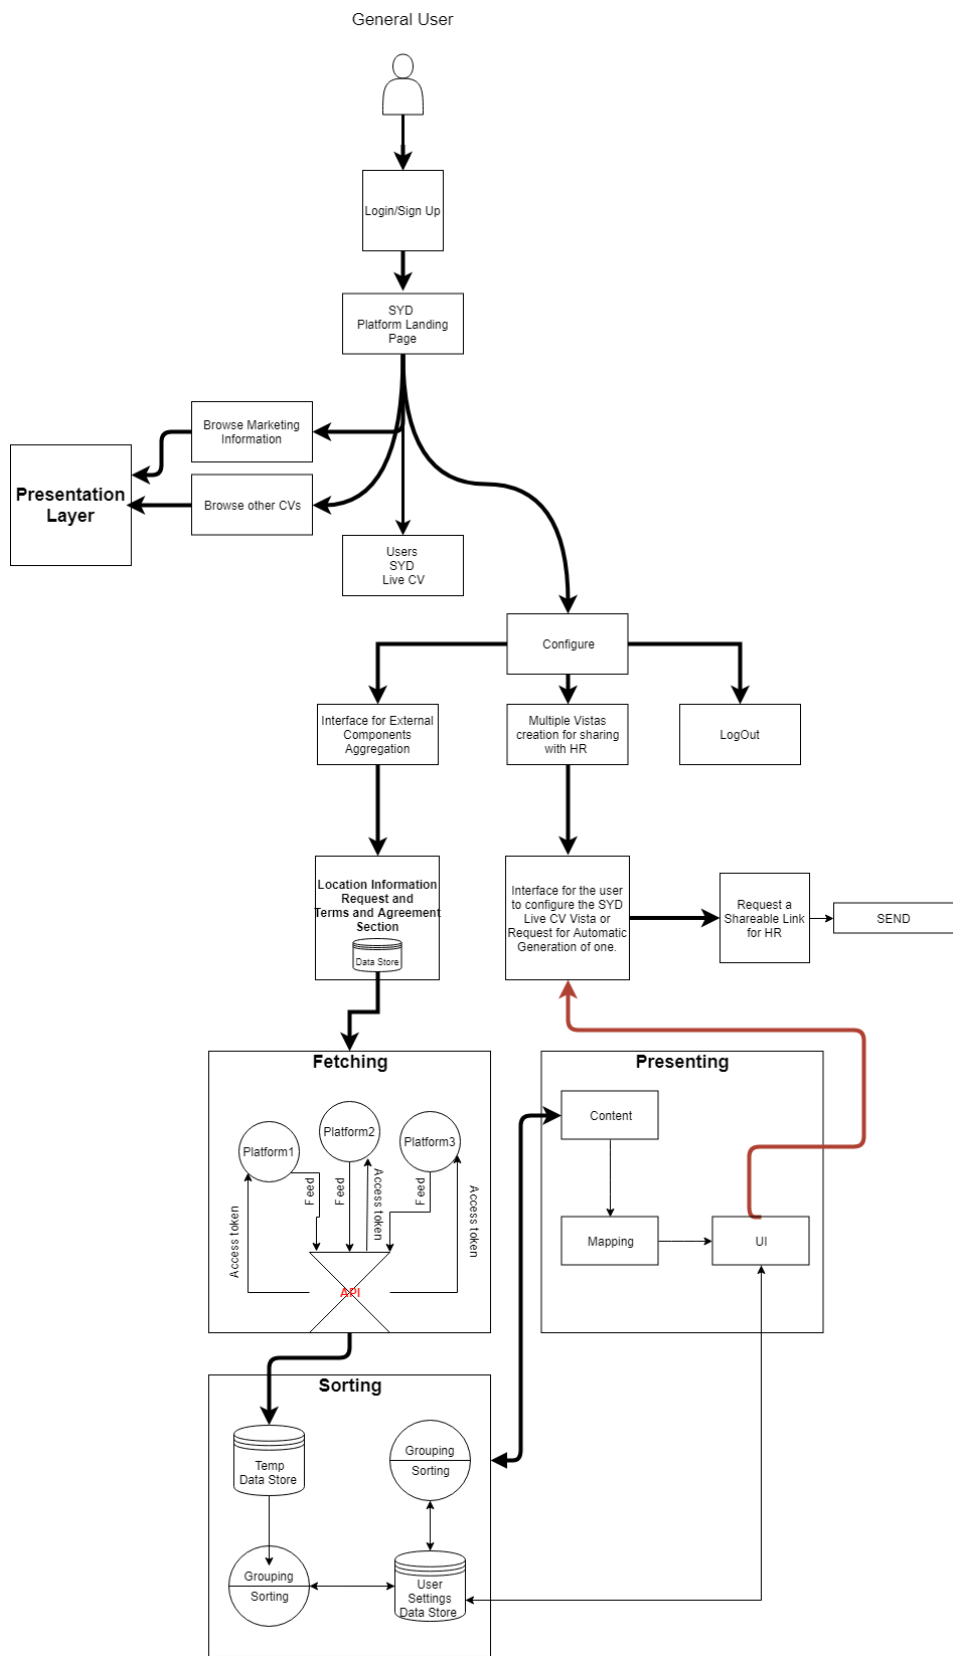 General User
Login/Sign Up
SYD
Platform Landing
Page
Browse Marketing
Information
Presentation
Layer
Browse other CVs
Users
SYD
Live CV
Configure
Interface for External
Components
Aggregation
Multiple Vistas
creation for sharing
with HR
LogOut
Location Information
Request and
Terms and Agreement
Section
Data Store
Interface for the user
to configure the SYD
Live CV Vista or
Request for Automatic
Generation of one.
Request a
Shareable Link
for HR
SEND
Fetching
Platform1
Platform2
Platform3
Feed
Feed
Feed
Access token
Access token
Access token
API
Presenting
Content
Mapping
UI
Sorting
Temp
Data Store
Grouping
Sorting
Grouping
Sorting
User
Settings
Data Store